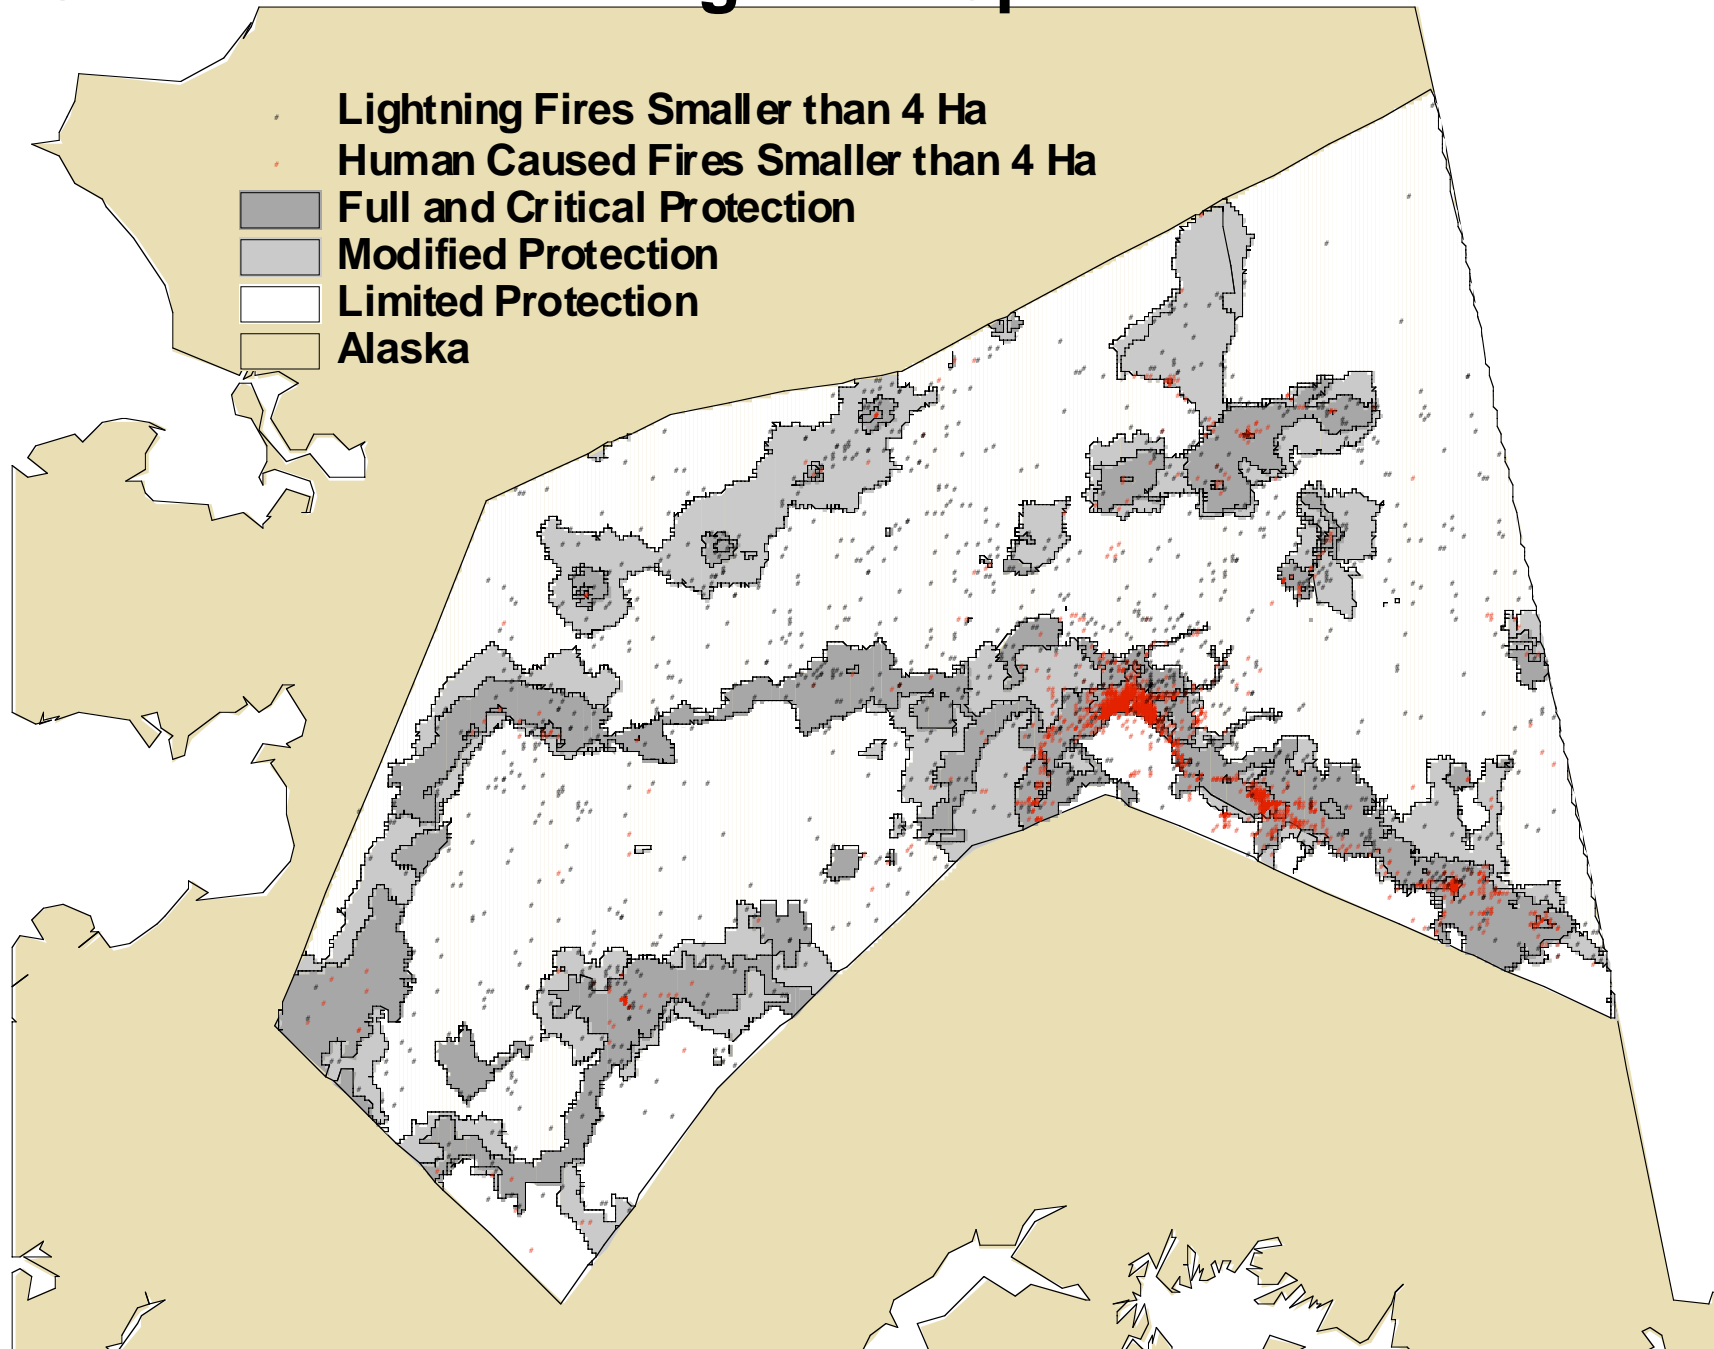 Lightning Fires Smaller than 4 Ha
Human Caused Fires Smaller than 4 Ha
Full and Critical Protection
Modified Protection
Limited Protection
Alaska